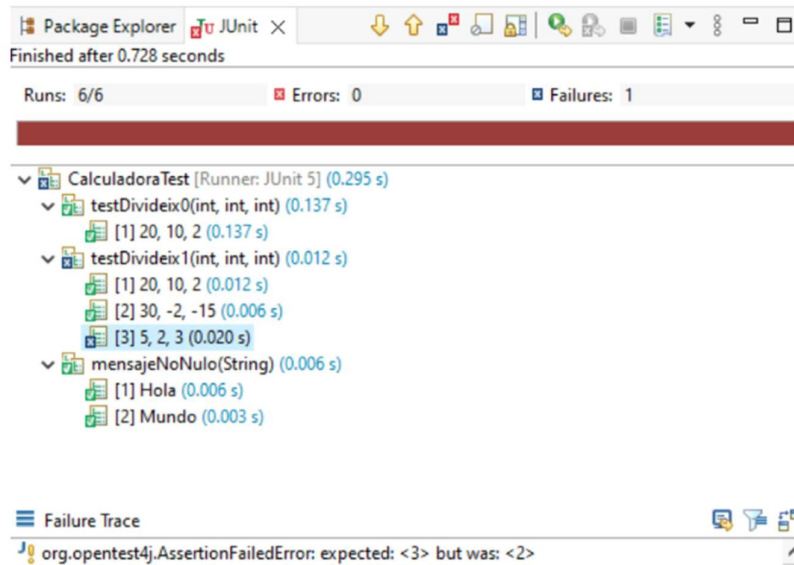 Package Explorer JUnit
Finished after 0.728 seconds
Runs: 6/6 Errors: 0 Failures: 1
CalculadoraTest [Runner: JUnit 5] (0.295 s)
testDivideix0(int, int, int) (0.137 s)
[1] 20, 10, 2 (0.137 s)
testDivideix1(int, int, int) (0.012 s)
[1] 20, 10, 2 (0.012 s)
[2] 30, -2, -15 (0.006 s)
[3] 5, 2, 3 (0.020 s)
mensajeNoNulo(String) (0.006 s)
[1] Hola (0.006 s)
[2] Mundo (0.003 s)
Failure Trace
org.opentest4j.AssertionFailedError: expected: <3> but was: <2>